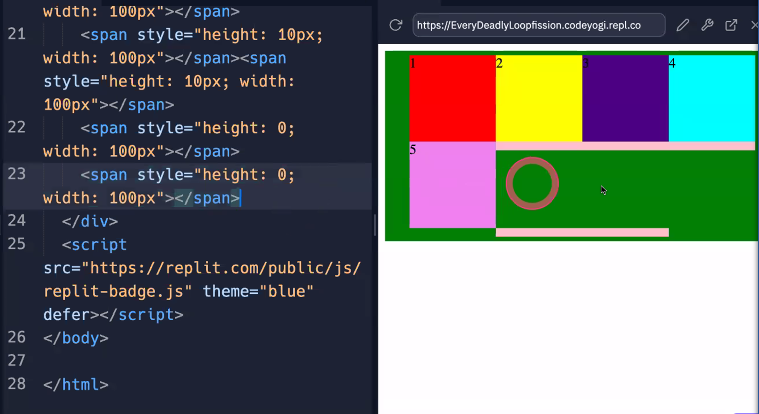 width: 100px"></span>
21 <span style="height: 10px;
width: 100px"></span><span
style="height: 10px; width:
100px"></span>
22 <span style="height: 0;
width: 100px"></span>
23 <span style="height: 0;
width: 100px"></span>
24 </div>
25 <script
src="https://replit.com/public/js/
replit-badge.js" theme="blue"
defer></script>
26 </body>
27
28 </html>
https://EveryDeadlyLoopfission.codeyogi.repl.co
1 2 3 4
5